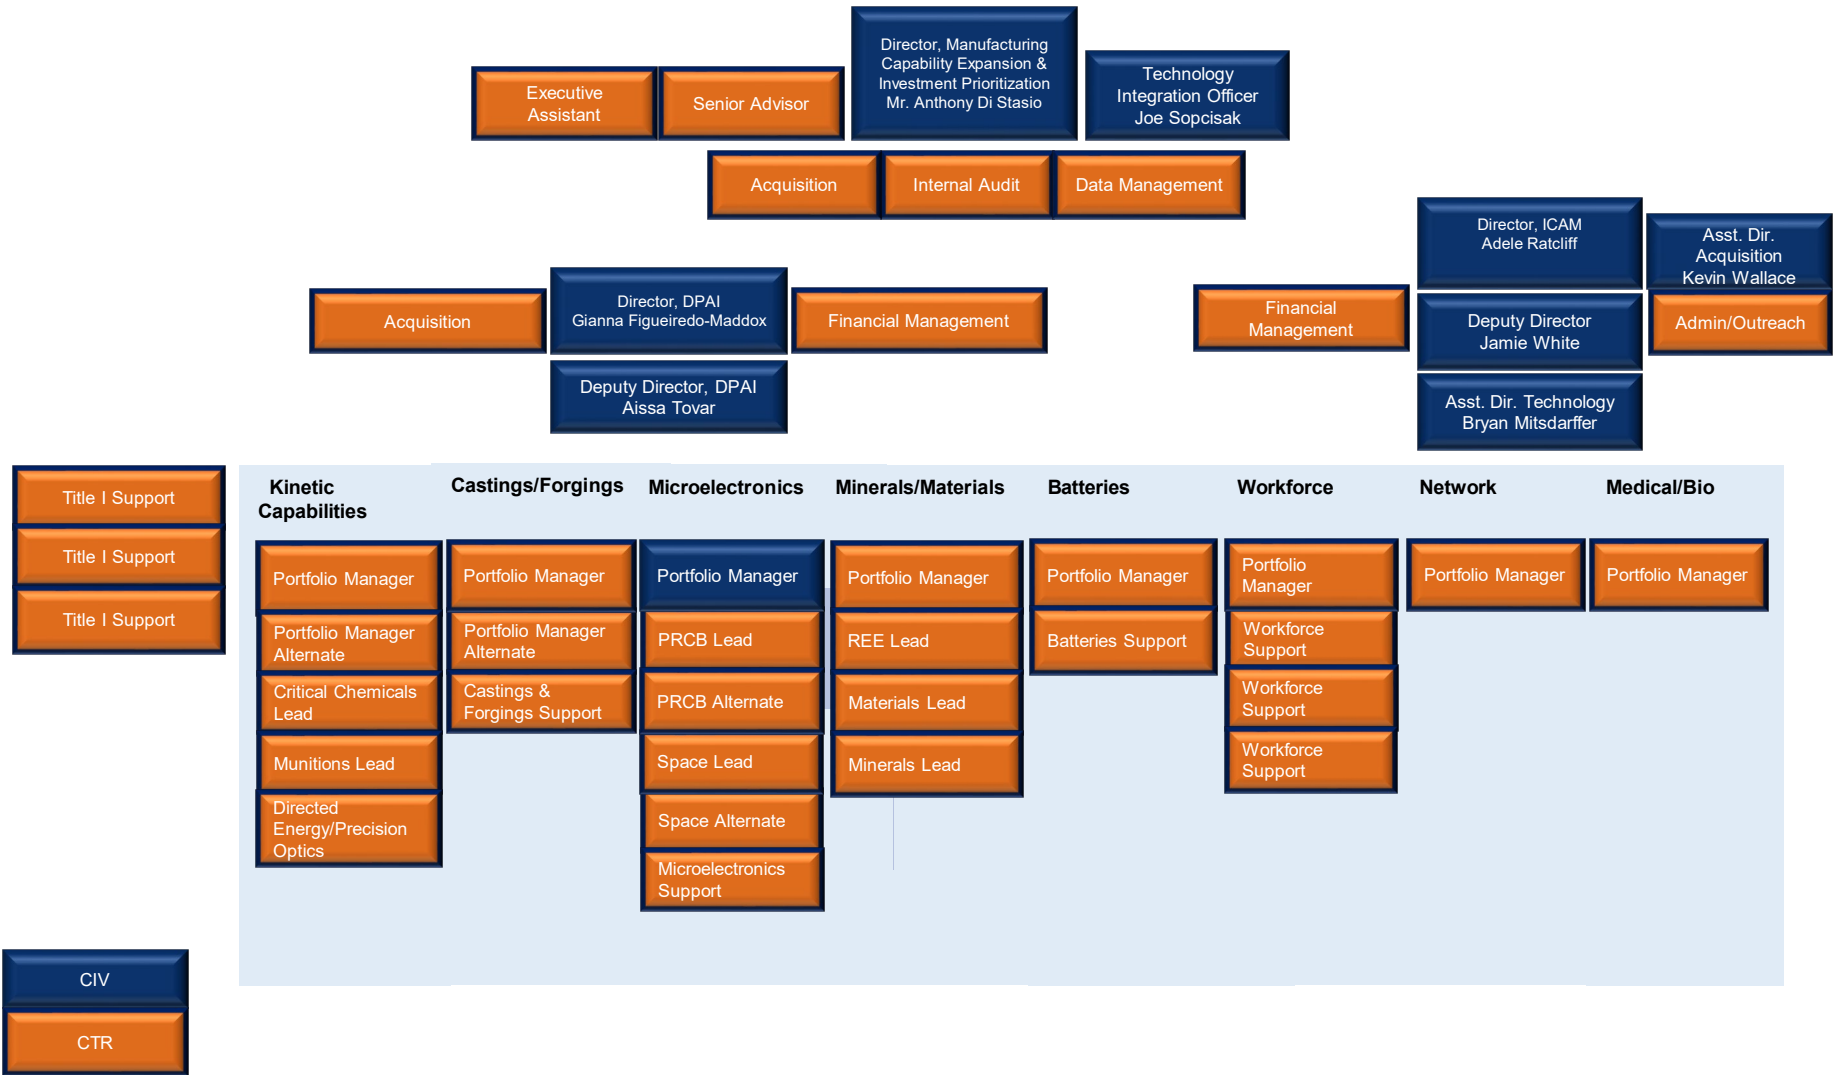 Director, Manufacturing
Capability Expansion &
Investment Prioritization
Mr. Anthony Di Stasio
Technology
Integration Officer
Joe Sopcisak
Executive
Assistant
Senior Advisor
Acquisition
Internal Audit
Data Management
Director, ICAM
Adele Ratcliff
Asst. Dir.
Acquisition
Kevin Wallace
Acquisition
Director, DPAI
Gianna Figueiredo-Maddox
Financial Management
Financial
Management
Deputy Director
Jamie White
Admin/Outreach
Deputy Director, DPAI
Aissa Tovar
Asst. Dir. Technology
Bryan Mitsdarffer
Title I Support
Title I Support
Title I Support
Kinetic
Capabilities
Portfolio Manager
Portfolio Manager
Alternate
Critical Chemicals
Lead
Munitions Lead
Directed
Energy/Precision
Optics
Castings/Forgings
Portfolio Manager
Portfolio Manager
Alternate
Castings &
Forgings Support
Microelectronics
Portfolio Manager
PRCB Lead
PRCB Alternate
Space Lead
Space Alternate
Microelectronics
Support
Minerals/Materials
Portfolio Manager
REE Lead
Materials Lead
Minerals Lead
Batteries
Portfolio Manager
Batteries Support
Workforce
Portfolio
Manager
Workforce
Support
Workforce
Support
Workforce
Support
Network
Portfolio Manager
Medical/Bio
Portfolio Manager
CIV
CTR